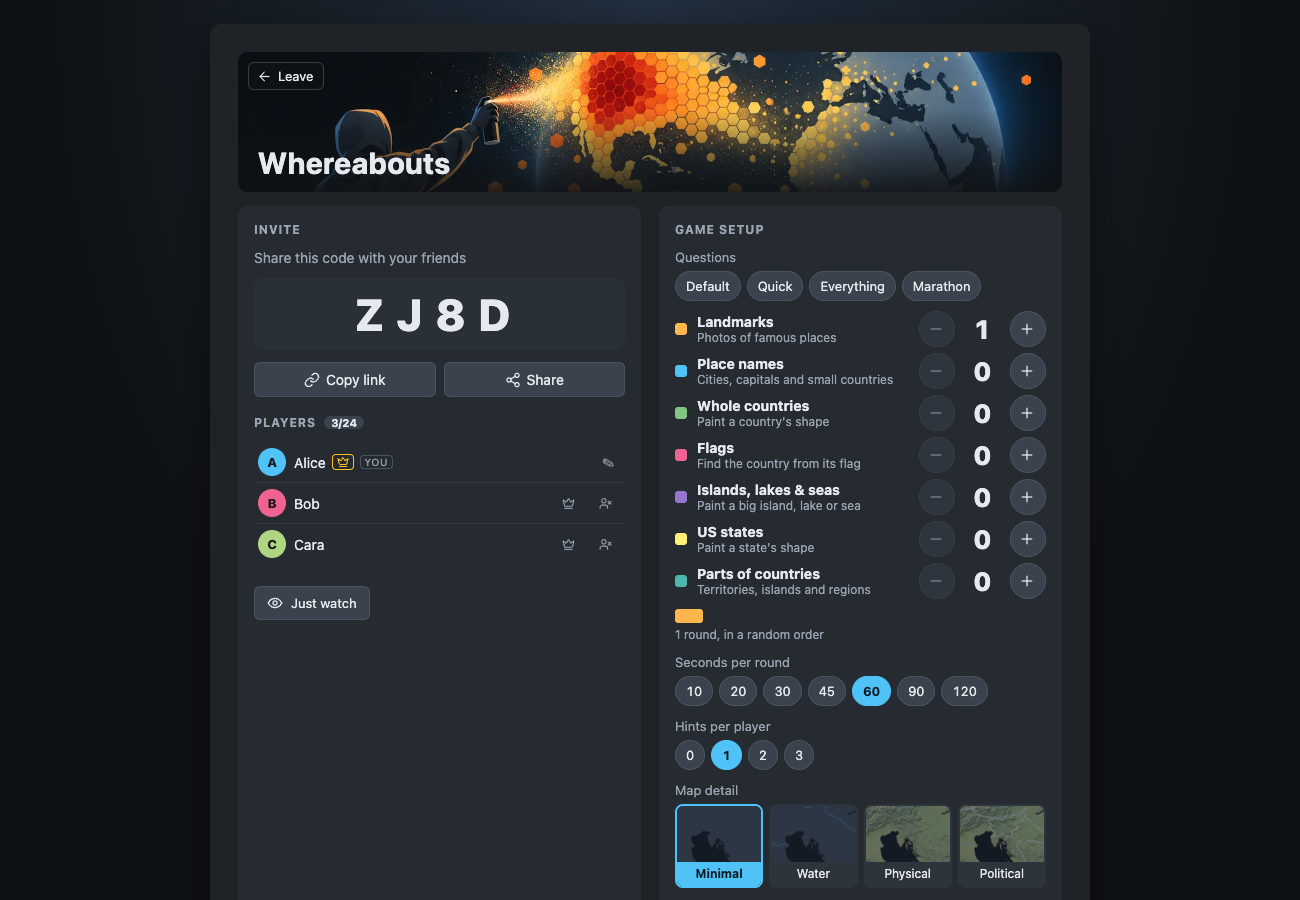 Leave
Whereabouts
INVITE
Share this code with your friends
ZJ8D
Copy link
Share
PLAYERS 3/24
A Alice YOU
B Bob
C Cara
Just watch
GAME SETUP
Questions
Default Quick Everything Marathon
Landmarks
Photos of famous places
1
Place names
Cities, capitals and small countries
0
Whole countries
Paint a country's shape
0
Flags
Find the country from its flag
0
Islands, lakes & seas
Paint a big island, lake or sea
0
US states
Paint a state's shape
0
Parts of countries
Territories, islands and regions
0
1 round, in a random order
Seconds per round
10 20 30 45 60 90 120
Hints per player
0 1 2 3
Map detail
Minimal Water Physical Political